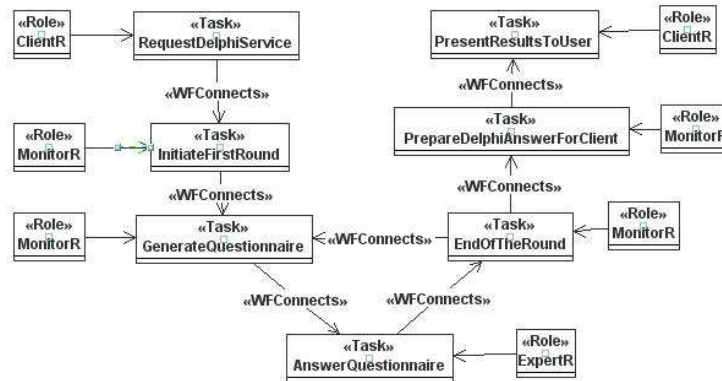 «Role»
ClientR
«Task»
RequestDelphiService
«Task»
PresentResultsToUser
«Role»
ClientR
«WFConnects»
«WFConnects»
«Role»
MonitorR
«Task»
InitiateFirstRound
«Task»
PrepareDelphiAnswerForClient
«Role»
MonitorR
«WFConnects»
«WFConnects»
«Role»
MonitorR
«Task»
GenerateQuestionnaire
«WFConnects»
«Task»
EndOfTheRound
«Role»
MonitorR
«WFConnects»
«WFConnects»
«Task»
AnswerQuestionnaire
«Role»
ExpertR